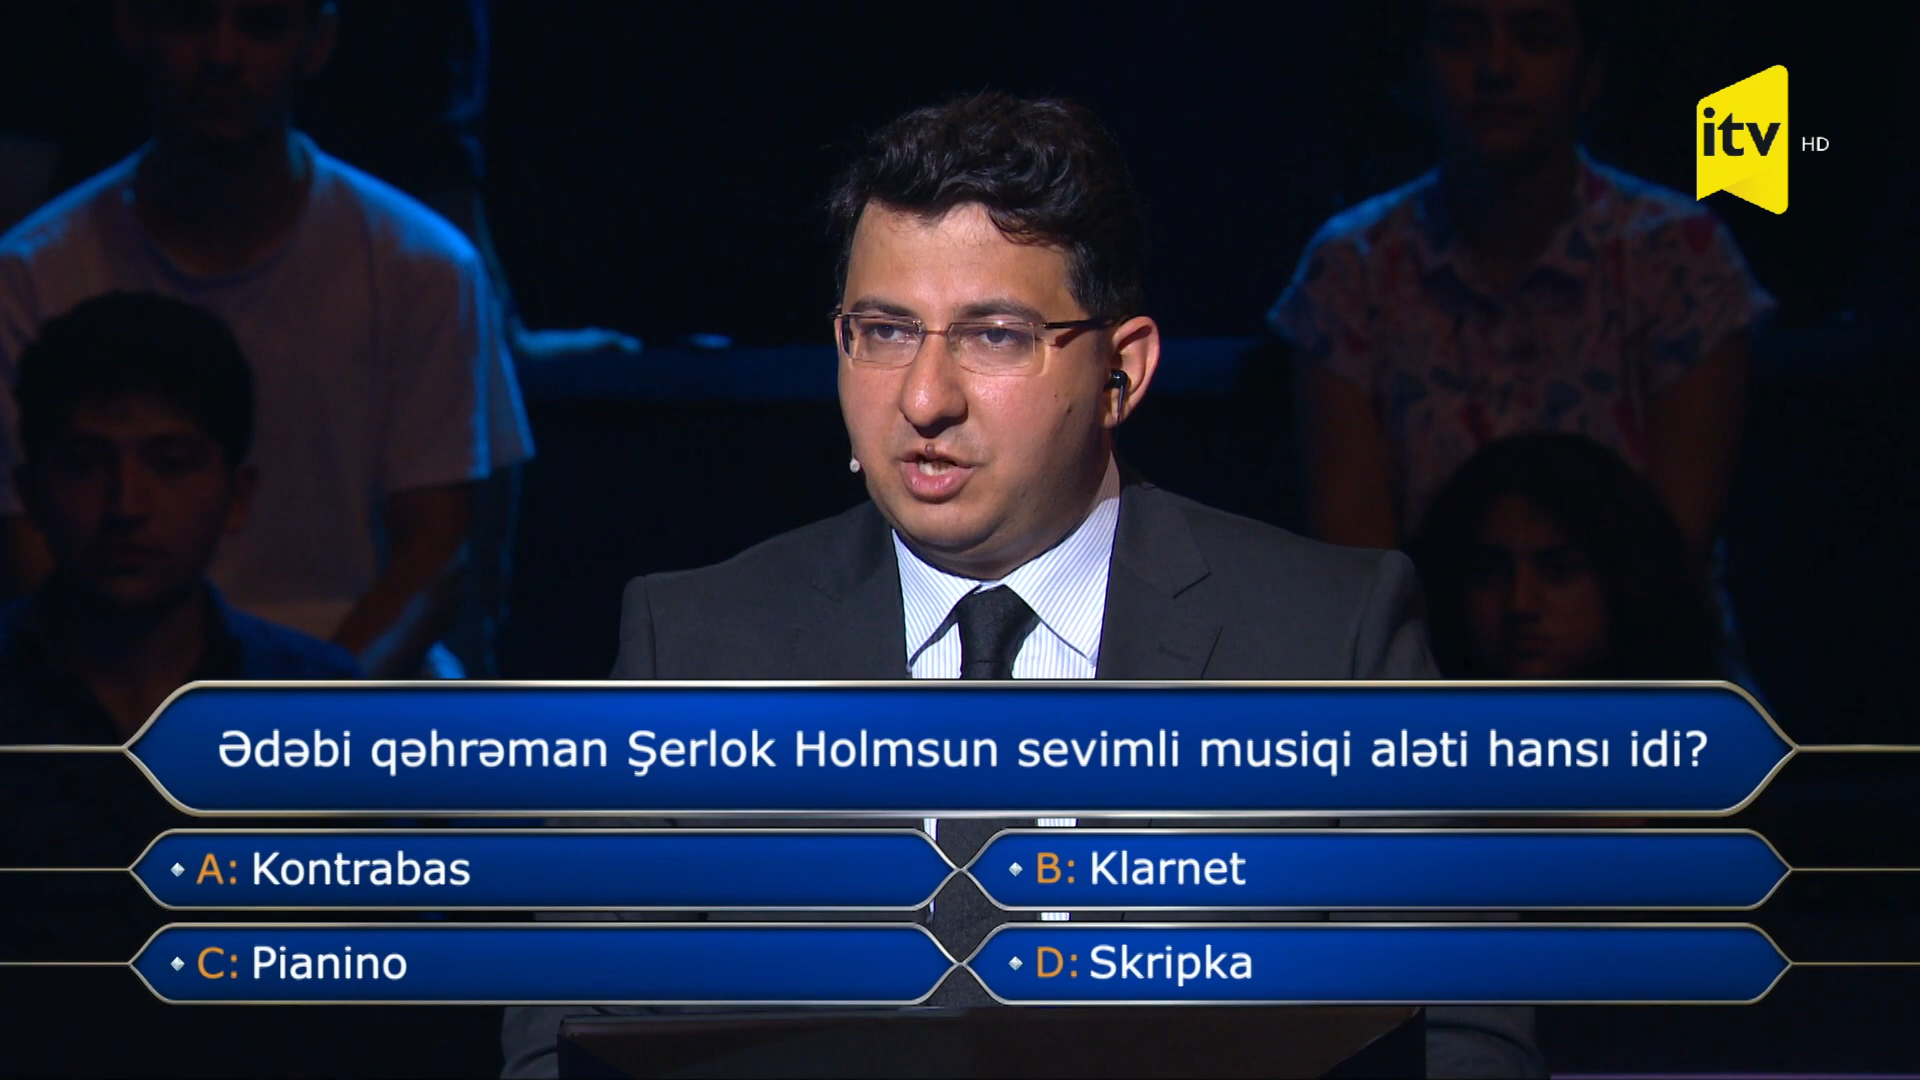 itv HD
Ədəbi qəhrəman Şerlok Holmsun sevimli musiqi aləti hansı idi?
A: Kontrabas
B: Klarnet
C: Pianino
D: Skripka